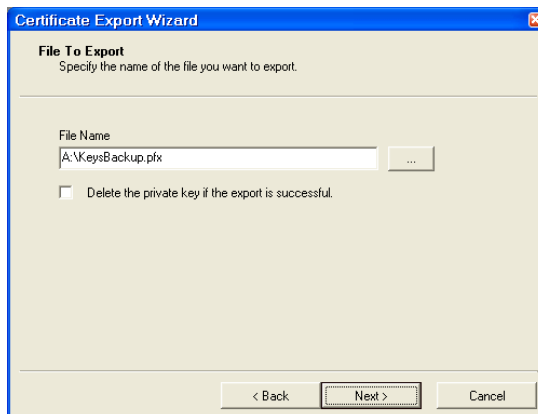 Certificate Export Wizard
File To Export
Specify the name of the file you want to export.
File Name
A:\KeysBackup.pfx
...
Delete the private key if the export is successful.
< Back
Next >
Cancel